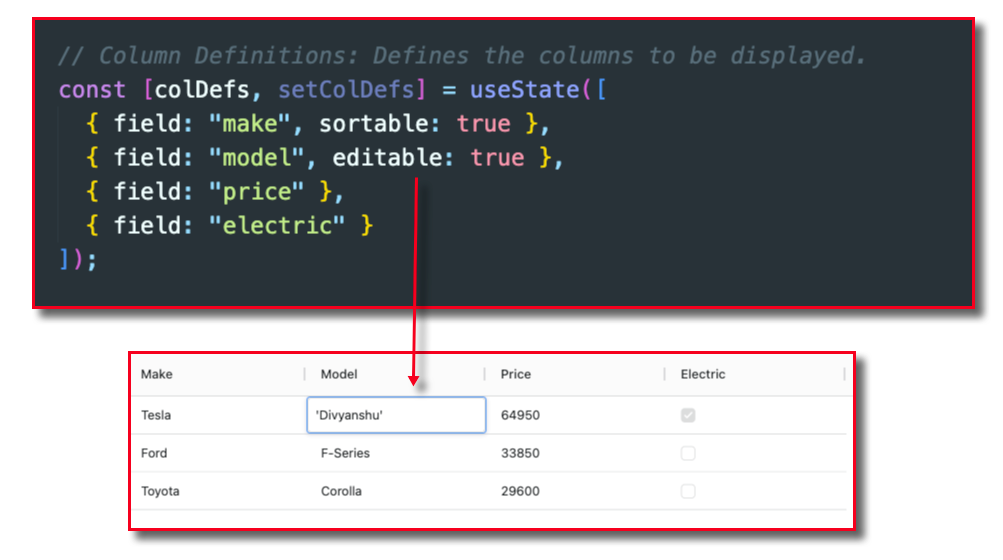 // Column Definitions: Defines the columns to be displayed.
const [colDefs, setColDefs] = useState([
{ field: "make", sortable: true },
{ field: "model", editable: true },
{ field: "price" },
{ field: "electric" }
]);
Make Model Price Electric
Tesla 'Divyanshu' 64950
Ford F-Series 33850
Toyota Corolla 29600